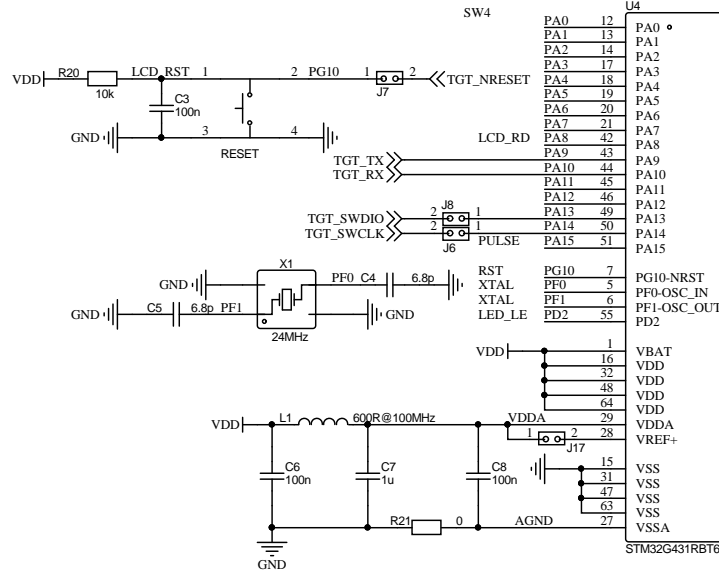 U4
SW4
PA0 12 PA0
PA1 13 PA1
PA2 14 PA2
PA3 17 PA3
PA4 18 PA4
PA5 19 PA5
PA6 20 PA6
PA7 21 PA7
LCD_RD PA8 42 PA8
TGT_TX PA9 43 PA9
TGT_RX PA10 44 PA10
PA11 45 PA11
PA12 46 PA12
VDD R20 10k LCD_RST 1 2 PG10 1 J7 2 TGT_NRESET
C3
100n
GND 3 4
RESET
TGT_SWDIO 2 J8 1 PA13 49 PA13
TGT_SWCLK 2 J6 1 PA14 50 PA14
PULSE PA15 51 PA15
RST PG10 7 PG10-NRST
XTAL PF0 5 PF0-OSC_IN
XTAL PF1 6 PF1-OSC_OUT
LED_LE PD2 55 PD2
X1
GND PF0 C4 6.8p
GND C5 6.8p PF1 GND
24MHz
VDD 1 VBAT
16 VDD
32 VDD
48 VDD
64 VDD
VDD L1 600R@100MHz VDDA 29 VDDA
1 2 28 VREF+
J17
C6
100n
C7
1u
C8
100n
15 VSS
31 VSS
47 VSS
63 VSS
R21 0 AGND 27 VSSA
GND
STM32G431RBT6